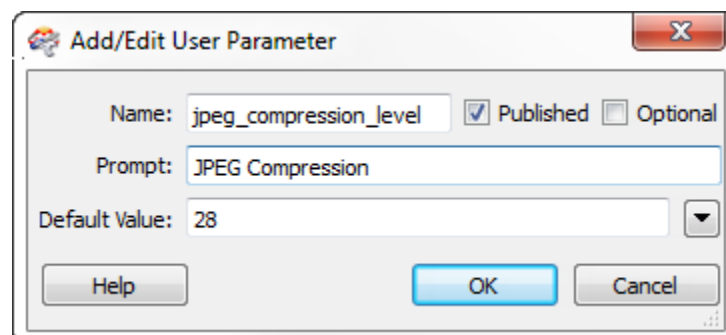 Add/Edit User Parameter
Name: jpeg_compression_level Published Optional
Prompt: JPEG Compression
Default Value: 28
Help OK Cancel